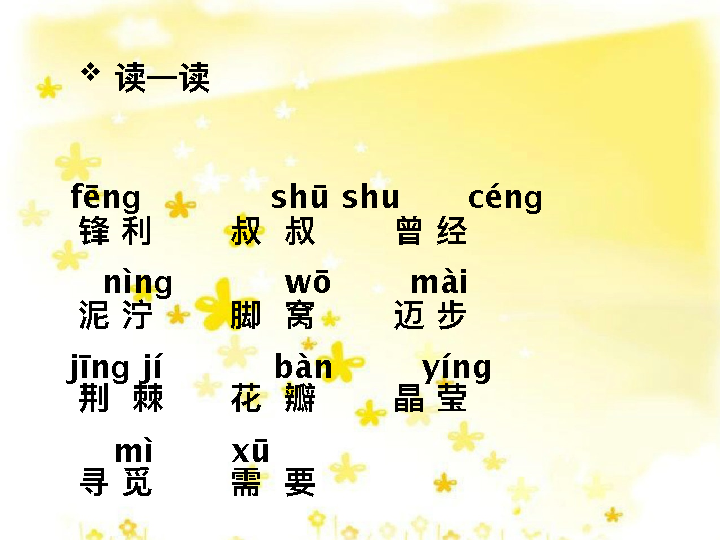 ❖ 读一读
fēng shū shu céng
锋 利 叔 叔 曾 经
nìng wō mài
泥 泞 脚 窝 迈 步
jīng jí bàn yíng
荆 棘 花 瓣 晶 莹
mì xū
寻 觅 需 要